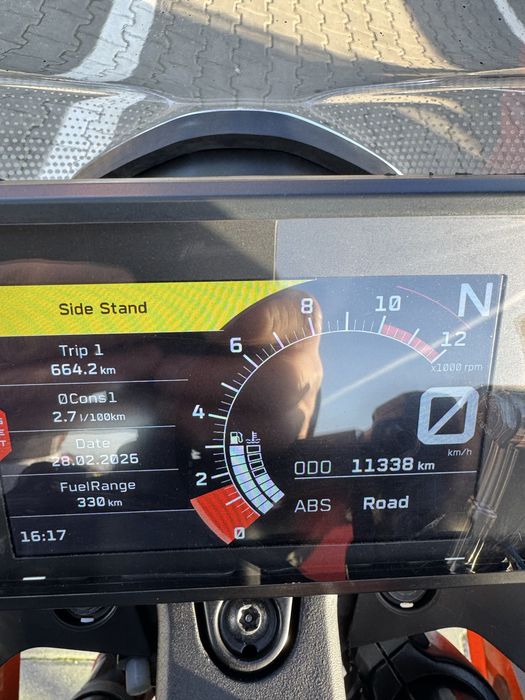 Side Stand
Trip 1
664.2 km
ØCons1
2.7 l/100km
Date
28.02.2026
FuelRange
330 km
16:17
0
2
4
6
8
10
12
x1000 rpm
N
0
km/h
ODO 11338 km
ABS Road